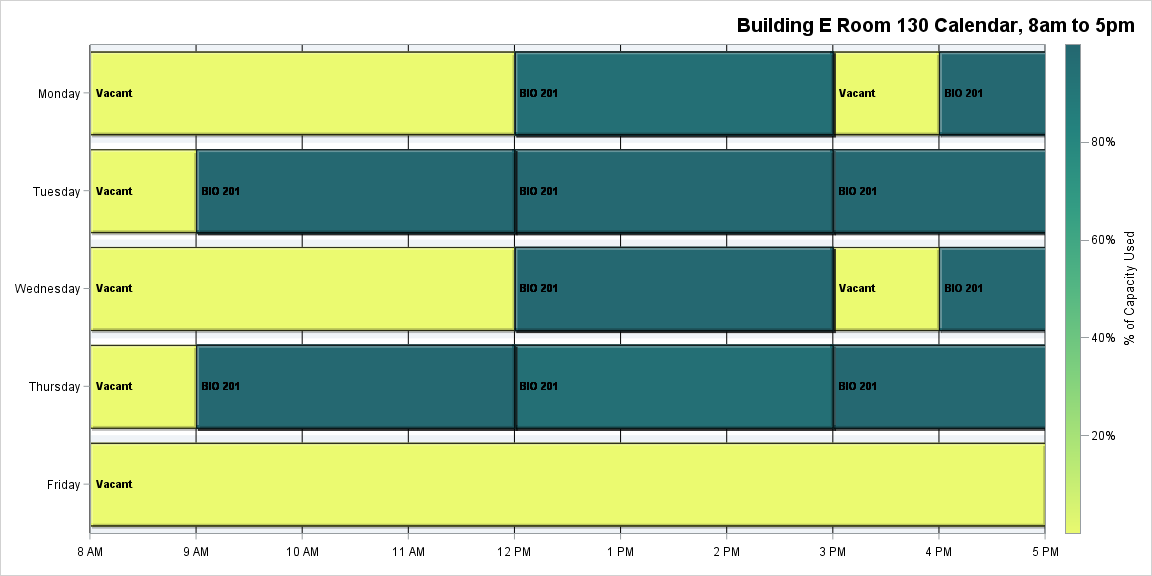 Building E Room 130 Calendar, 8am to 5pm
Monday Vacant BIO 201 Vacant BIO 201
80%
Tuesday Vacant BIO 201 BIO 201 BIO 201
60%
Wednesday Vacant BIO 201 Vacant BIO 201
% of Capacity Used
40%
Thursday Vacant BIO 201 BIO 201 BIO 201
20%
Friday Vacant
8 AM 9 AM 10 AM 11 AM 12 PM 1 PM 2 PM 3 PM 4 PM 5 PM